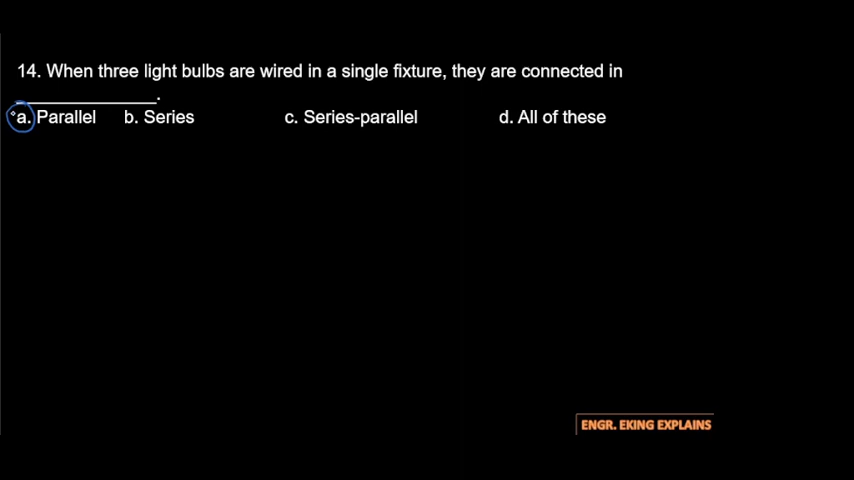 14. When three light bulbs are wired in a single fixture, they are connected in
________________.
a. Parallel b. Series c. Series-parallel d. All of these
ENGR. EKING EXPLAINS